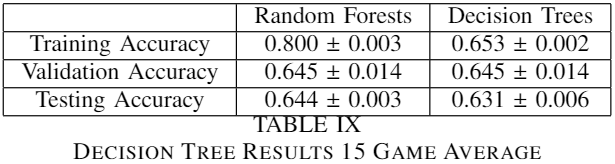 Random Forests Decision Trees
Training Accuracy 0.800 ± 0.003 0.653 ± 0.002
Validation Accuracy 0.645 ± 0.014 0.645 ± 0.014
Testing Accuracy 0.644 ± 0.003 0.631 ± 0.006
TABLE IX
DECISION TREE RESULTS 15 GAME AVERAGE